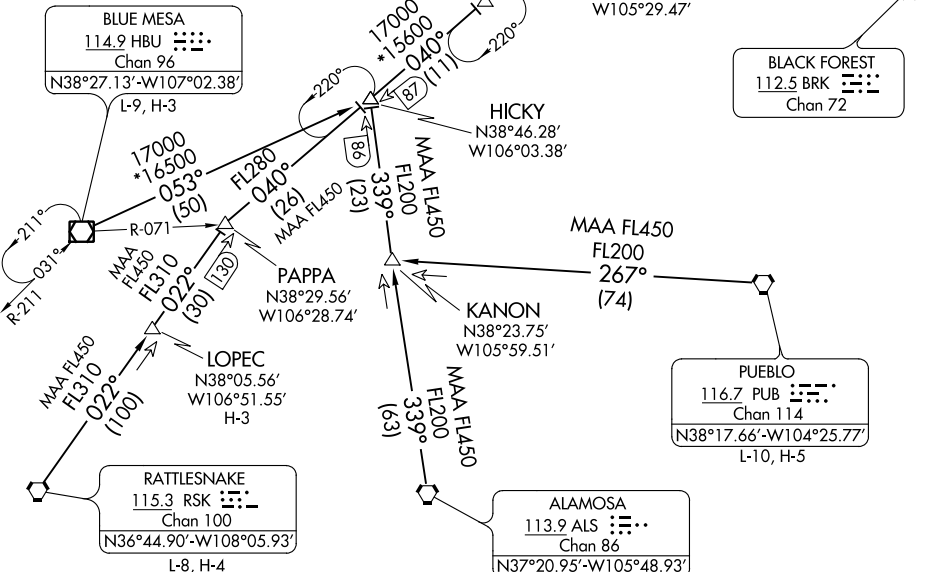 BLUE MESA
114.9 HBU
Chan 96
N38°27.13'-W107°02.38'
L-9, H-3
W105°29.47'
BLACK FOREST
112.5 BRK
Chan 72
17000
*15600
040°
(11)
220°
87
220°
HICKY
N38°46.28'
W106°03.38'
17000
*16500
053°
(50)
FL280
040°
(26)
MAA FL450
86
MAA FL450
FL200
339°
(23)
211°
031°
R-211
R-071
MAA
FL450
FL310
022°
(30)
130
PAPPA
N38°29.56'
W106°28.74'
KANON
N38°23.75'
W105°59.51'
MAA FL450
FL200
267°
(74)
LOPEC
N38°05.56'
W106°51.55'
H-3
MAA FL450
FL310
022°
(100)
MAA FL450
FL200
339°
(63)
PUEBLO
116.7 PUB
Chan 114
N38°17.66'-W104°25.77'
L-10, H-5
RATTLESNAKE
115.3 RSK
Chan 100
N36°44.90'-W108°05.93'
L-8, H-4
ALAMOSA
113.9 ALS
Chan 86
N37°20.95'-W105°48.93'